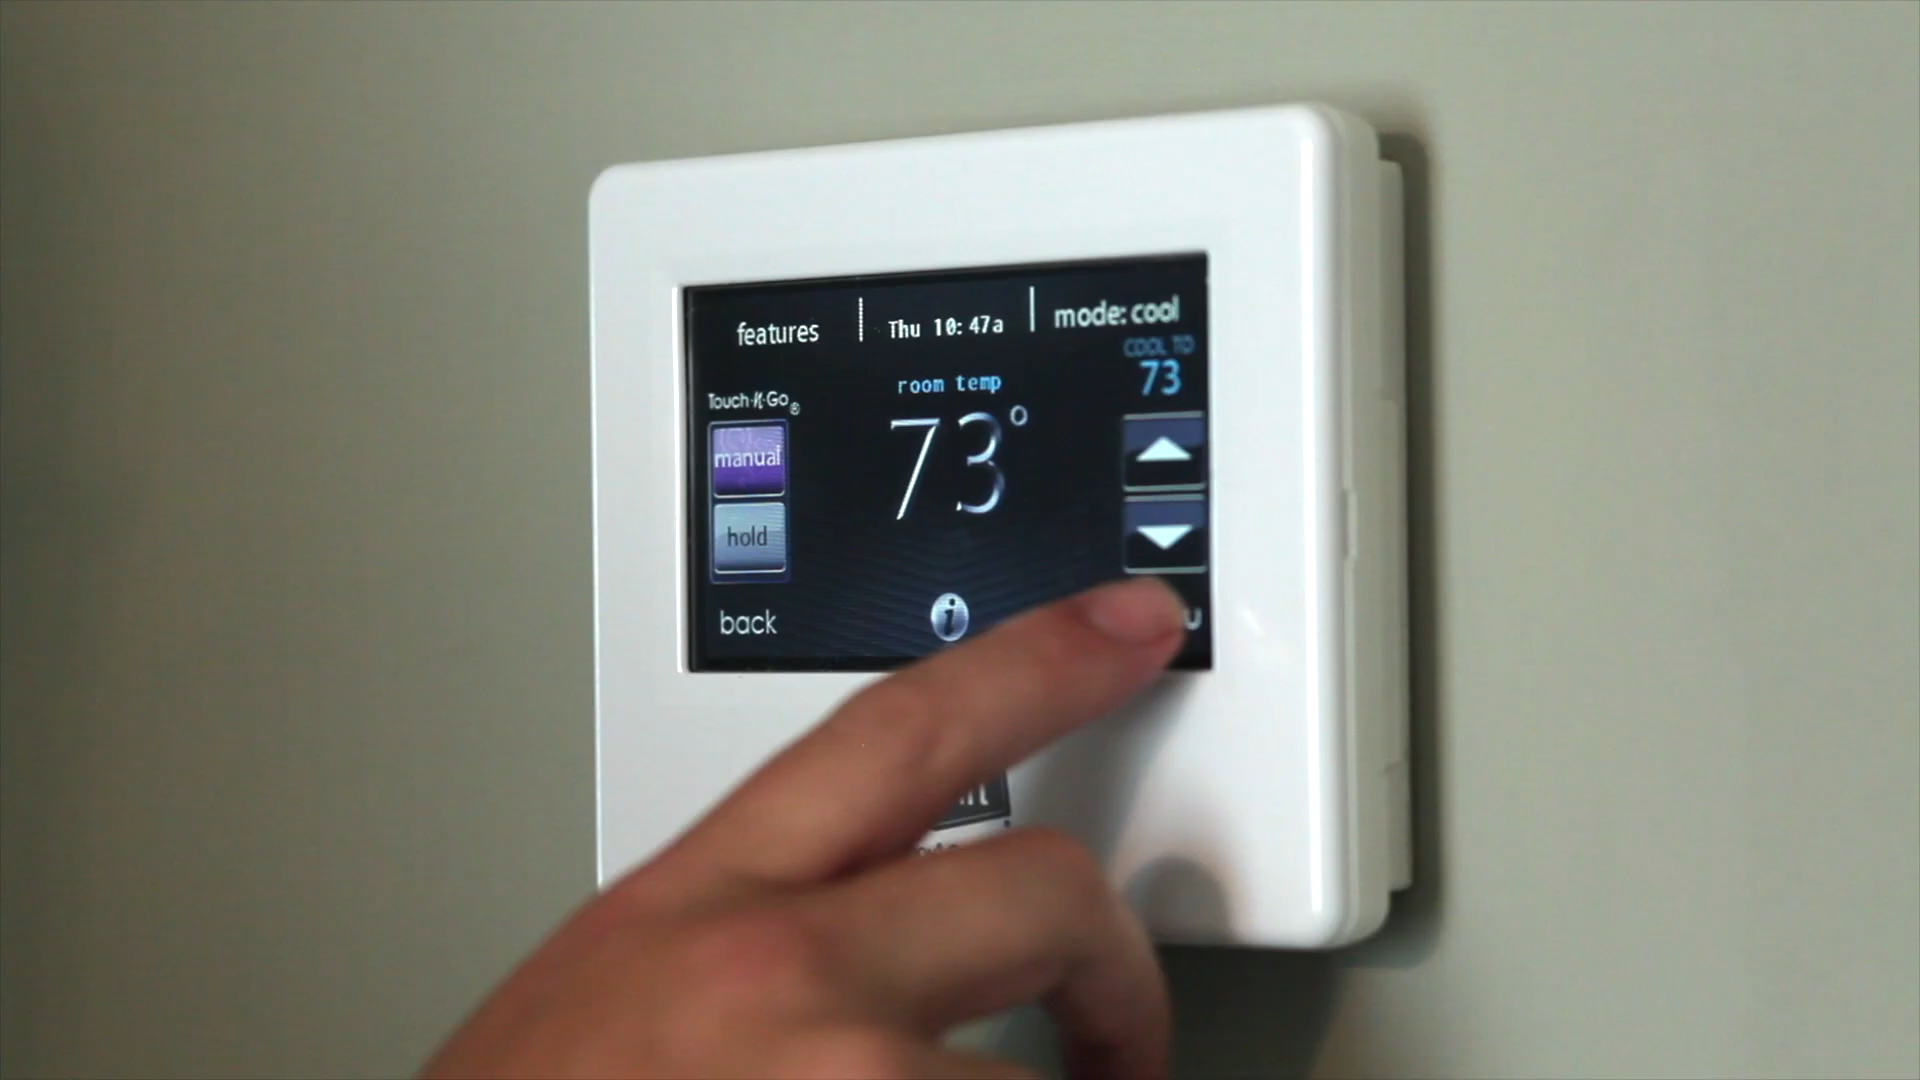 features
Thu 10:47a
mode: cool
COOL TO
73
room temp
73°
Touch-N-Go®
manual
hold
back
i